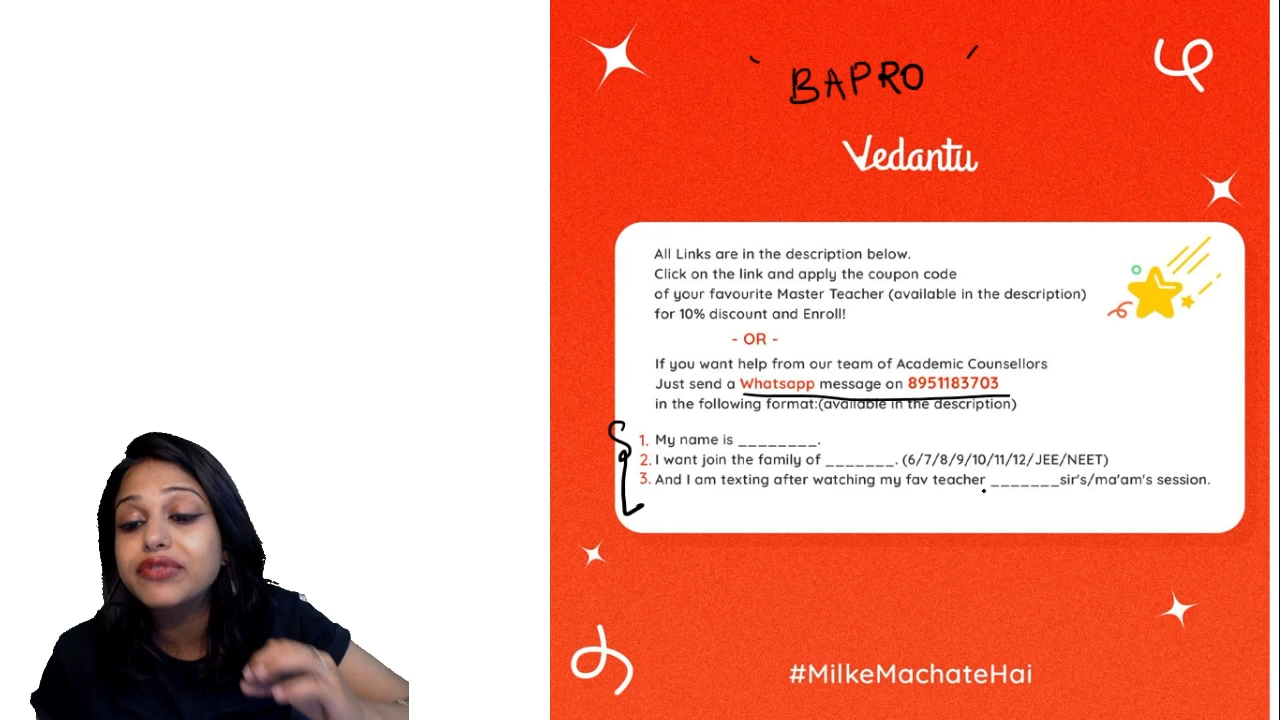 BAPRO
Vedantu
All Links are in the description below.
Click on the link and apply the coupon code
of your favourite Master Teacher (available in the description)
for 10% discount and Enroll!
- OR -
If you want help from our team of Academic Counsellors
Just send a Whatsapp message on 8951183703
in the following format:(available in the description)
1. My name is ________.
2. I want join the family of _______. (6/7/8/9/10/11/12/JEE/NEET)
3. And I am texting after watching my fav teacher _______sir's/ma'am's session.
#MilkeMachateHai